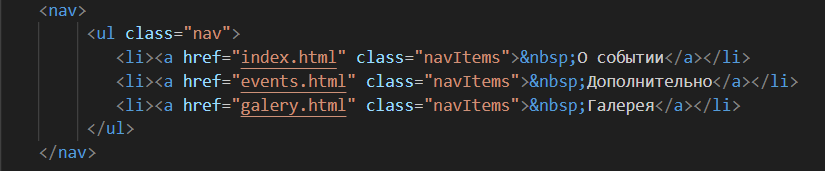 <nav>
<ul class="nav">
<li><a href="index.html" class="navItems">&nbsp;О событии</a></li>
<li><a href="events.html" class="navItems">&nbsp;Дополнительно</a></li>
<li><a href="galery.html" class="navItems">&nbsp;Галерея</a></li>
</ul>
</nav>